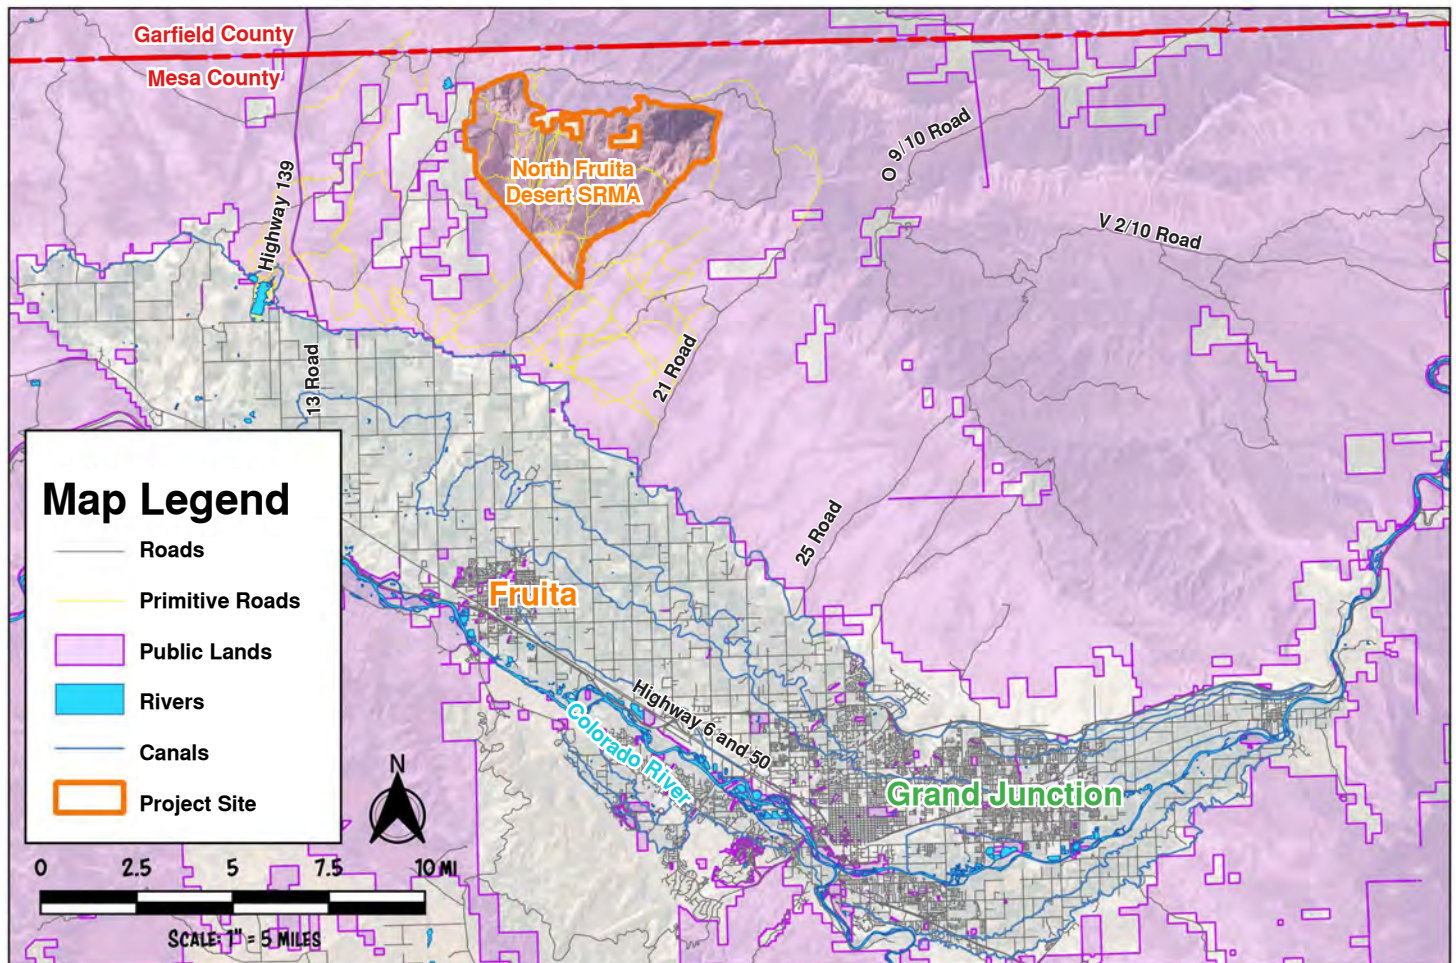 Garfield County
Mesa County
O 9/10 Road
North Fruita
Desert SRMA
Highway 139
V 2/10 Road
13 Road
21 Road
25 Road
Map Legend
Roads
Primitive Roads
Public Lands
Rivers
Canals
Project Site
Fruita
Highway 6 and 50
Colorado River
Grand Junction
N
0 2.5 5 7.5 10 MI
SCALE: 1" = 5 MILES